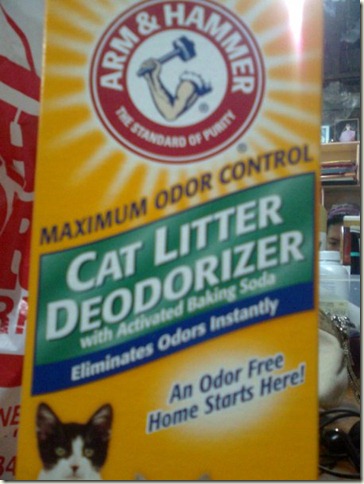 ARM & HAMMER
THE STANDARD OF PURITY
MAXIMUM ODOR CONTROL
CAT LITTER
DEODORIZER
with Activated Baking Soda
Eliminates Odors Instantly
An Odor Free
Home Starts Here!